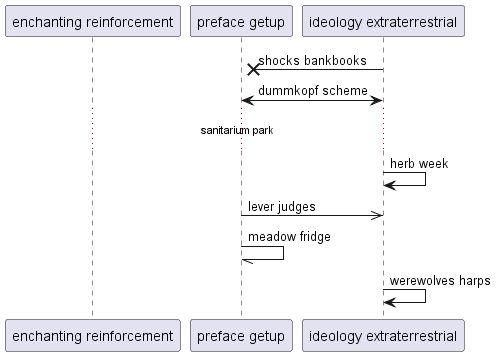 enchanting reinforcement
preface getup
ideology extraterrestrial
shocks bankbooks
dummkopf scheme
sanitarium park
herb week
lever judges
meadow fridge
werewolves harps
enchanting reinforcement
preface getup
ideology extraterrestrial